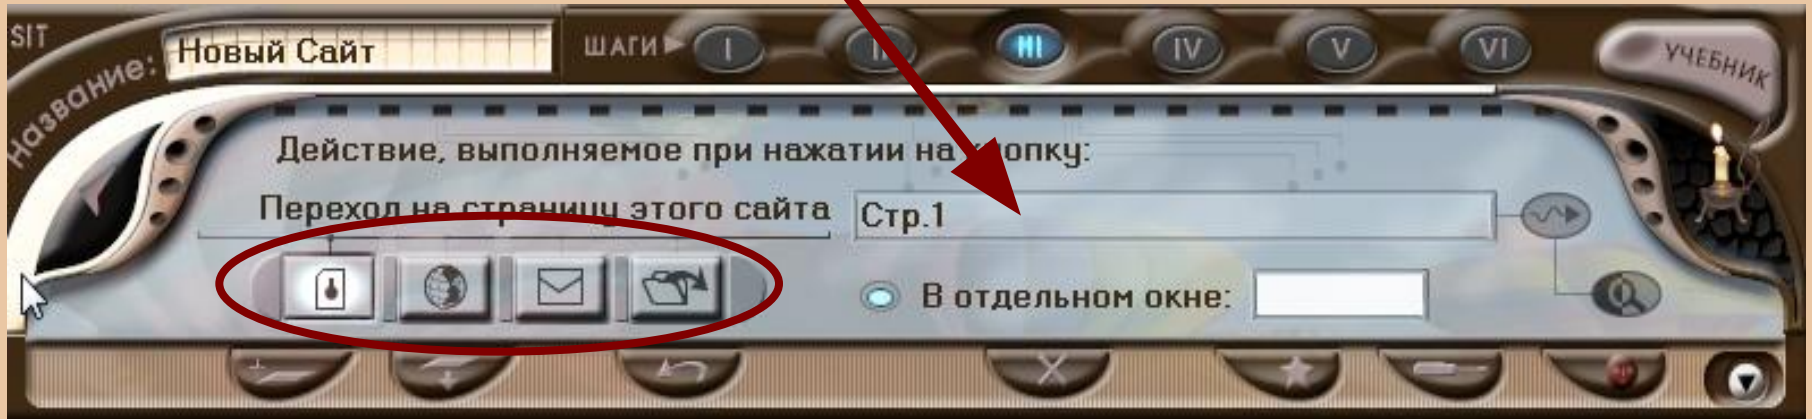 SIT
Название: Новый Сайт
ШАГИ I II III IV V VI
УЧЕБНИК
Действие, выполняемое при нажатии на кнопку:
Переход на страницу этого сайта Стр.1
В отдельном окне: